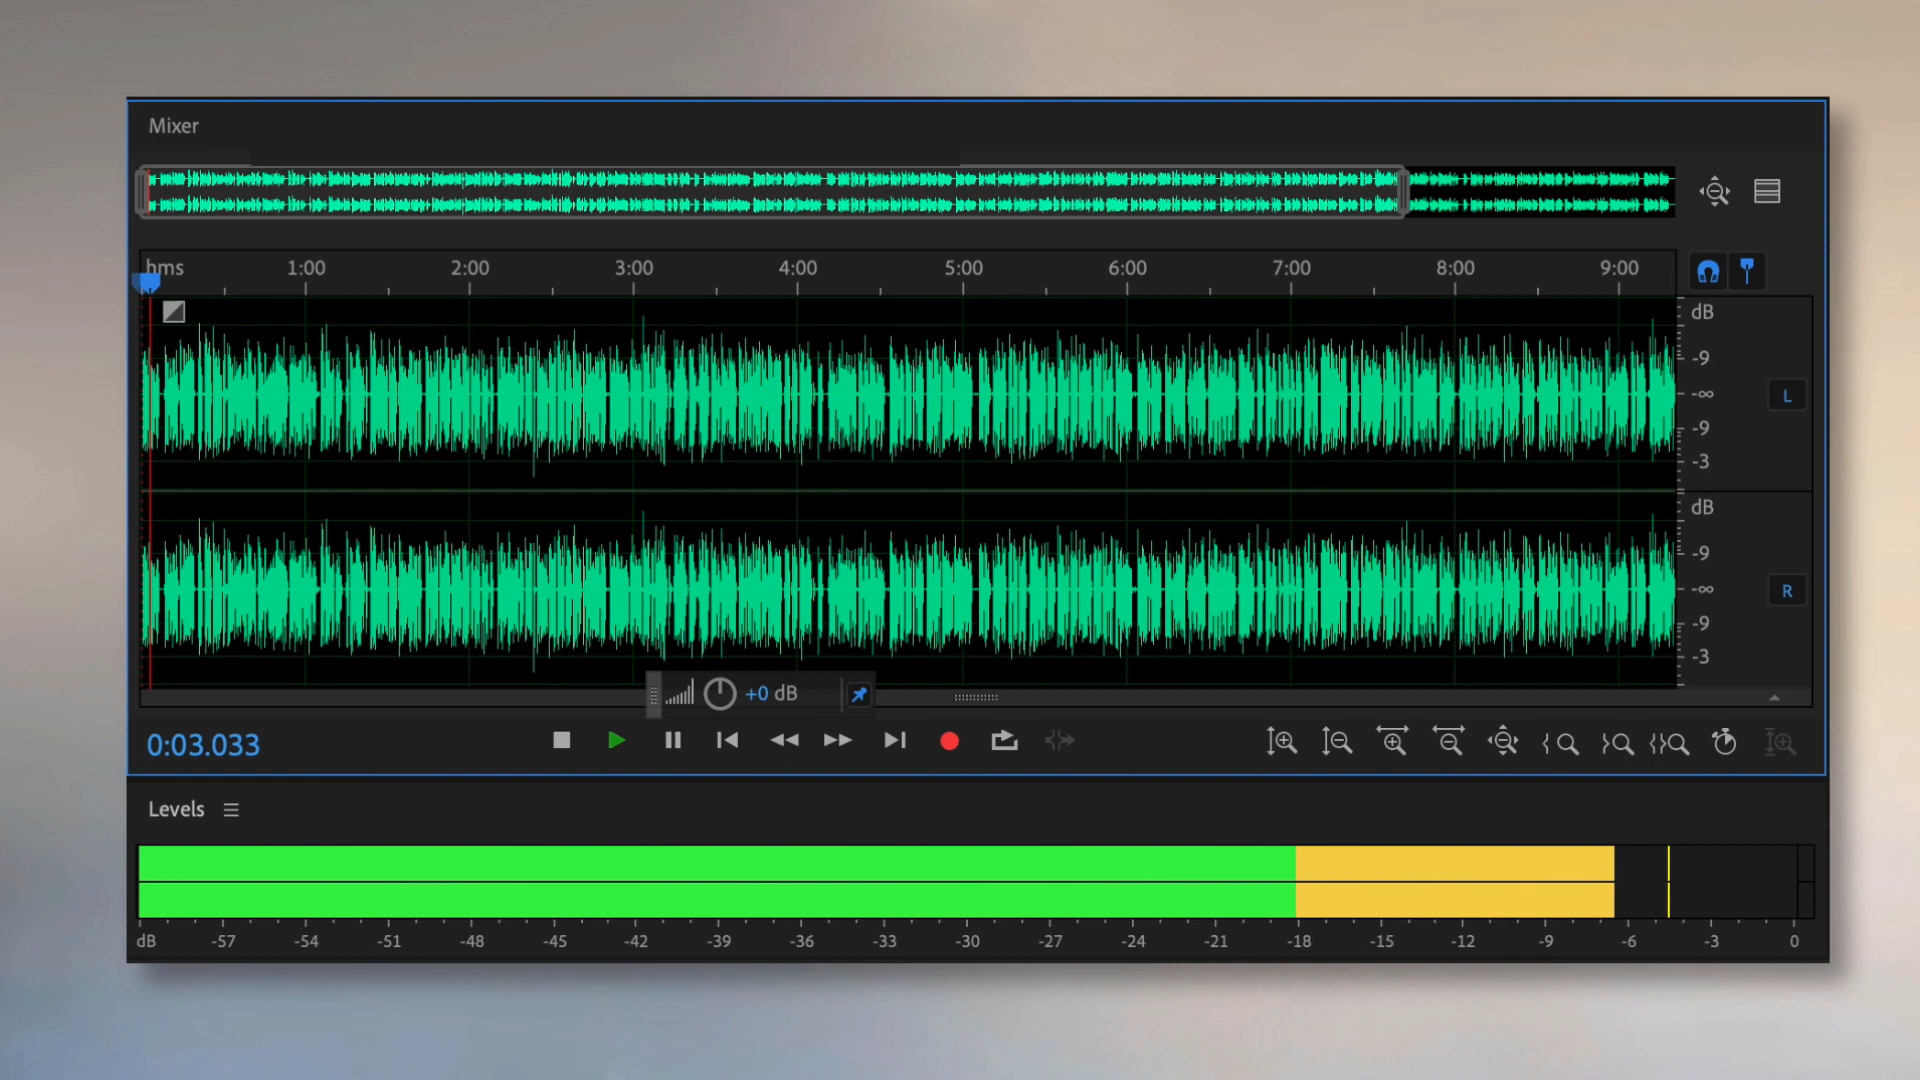 Mixer
hms 1:00 2:00 3:00 4:00 5:00 6:00 7:00 8:00 9:00
dB
-9
-∞
L
-9
-3
dB
-9
-∞
R
-9
-3
+0 dB
0:03.033
Levels
dB -57 -54 -51 -48 -45 -42 -39 -36 -33 -30 -27 -24 -21 -18 -15 -12 -9 -6 -3 0